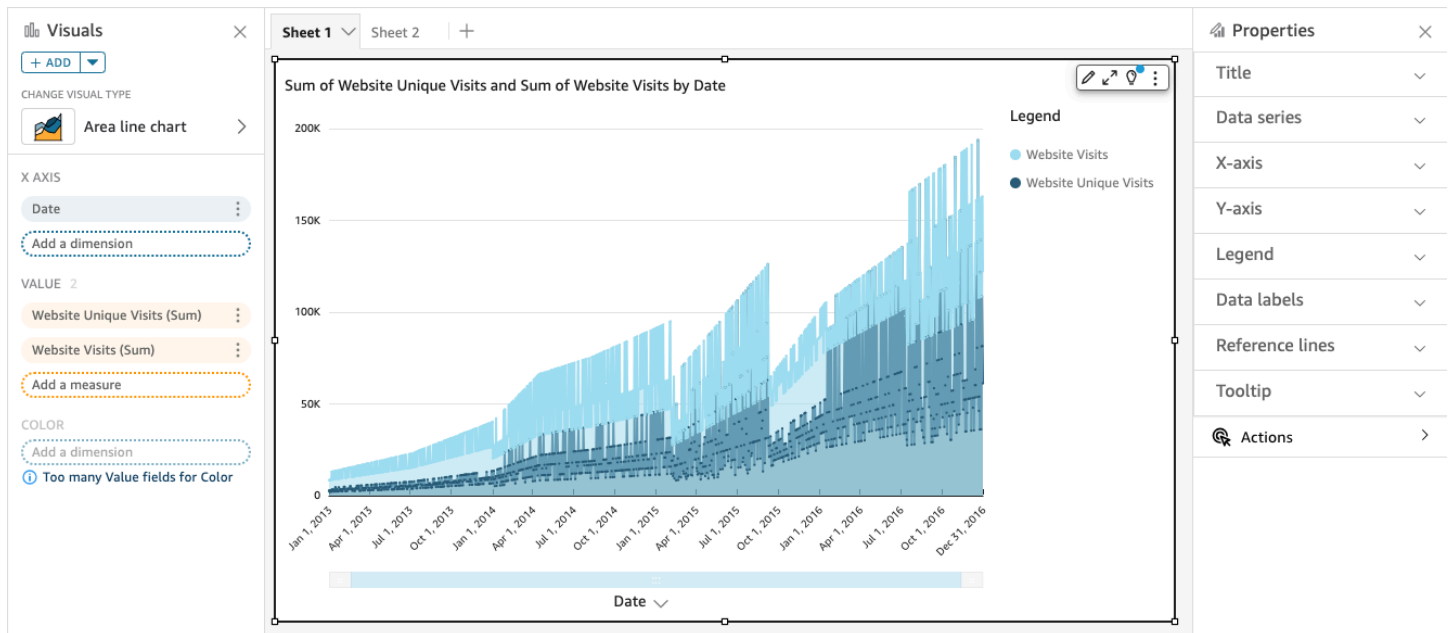 Visuals
+ ADD
CHANGE VISUAL TYPE
Area line chart
X AXIS
Date
Add a dimension
VALUE 2
Website Unique Visits (Sum)
Website Visits (Sum)
Add a measure
COLOR
Add a dimension
Too many Value fields for Color
Sheet 1
Sheet 2
Sum of Website Unique Visits and Sum of Website Visits by Date
200K
150K
100K
50K
0
Jan 1, 2013
Apr 1, 2013
Jul 1, 2013
Oct 1, 2013
Jan 1, 2014
Apr 1, 2014
Jul 1, 2014
Oct 1, 2014
Jan 1, 2015
Apr 1, 2015
Jul 1, 2015
Oct 1, 2015
Jan 1, 2016
Apr 1, 2016
Jul 1, 2016
Oct 1, 2016
Dec 31, 2016
Date
Legend
Website Visits
Website Unique Visits
Properties
Title
Data series
X-axis
Y-axis
Legend
Data labels
Reference lines
Tooltip
Actions